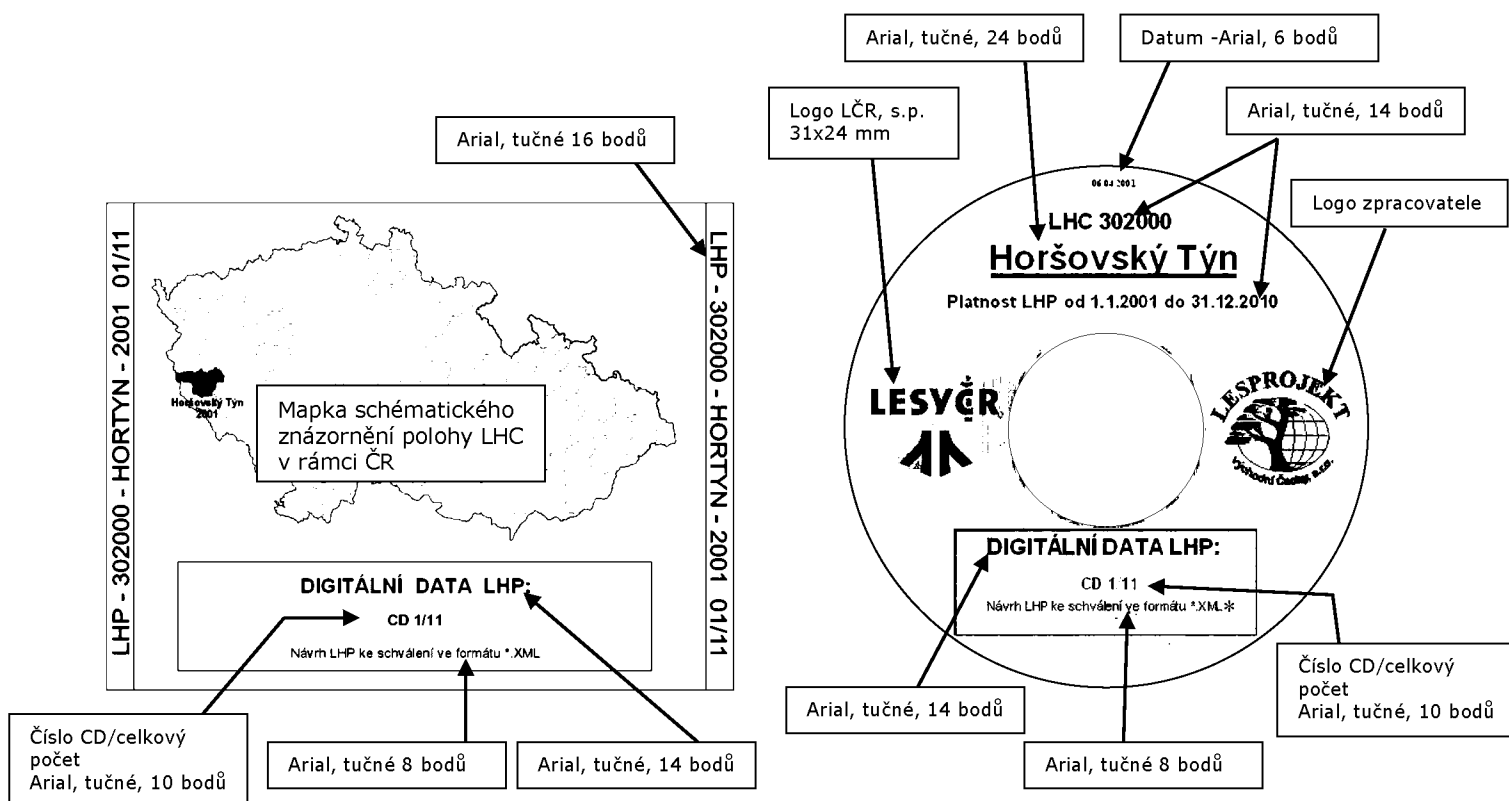 Arial, tučné 16 bodů
LHP - 302000 - HORTYN - 2001 01/11
LHP - 302000 - HORTYN - 2001 01/11
Horšovský Týn
2001
Mapka schématického
znázornění polohy LHC
v rámci ČR
DIGITÁLNÍ DATA LHP:
CD 1/11
Návrh LHP ke schválení ve formátu *.XML
Číslo CD/celkový
počet
Arial, tučné, 10 bodů
Arial, tučné 8 bodů
Arial, tučné, 14 bodů
Arial, tučné, 24 bodů
Datum -Arial, 6 bodů
Logo LČR, s.p.
31x24 mm
Arial, tučné, 14 bodů
Logo zpracovatele
06.04.2001
LHC 302000
Horšovský Týn
Platnost LHP od 1.1.2001 do 31.12.2010
LESY ČR
LESPROJEKT
východní Čechy, s.r.o.
DIGITÁLNÍ DATA LHP:
CD 1/11
Návrh LHP ke schválení ve formátu *.XML*
Arial, tučné, 14 bodů
Arial, tučné 8 bodů
Číslo CD/celkový
počet
Arial, tučné, 10 bodů